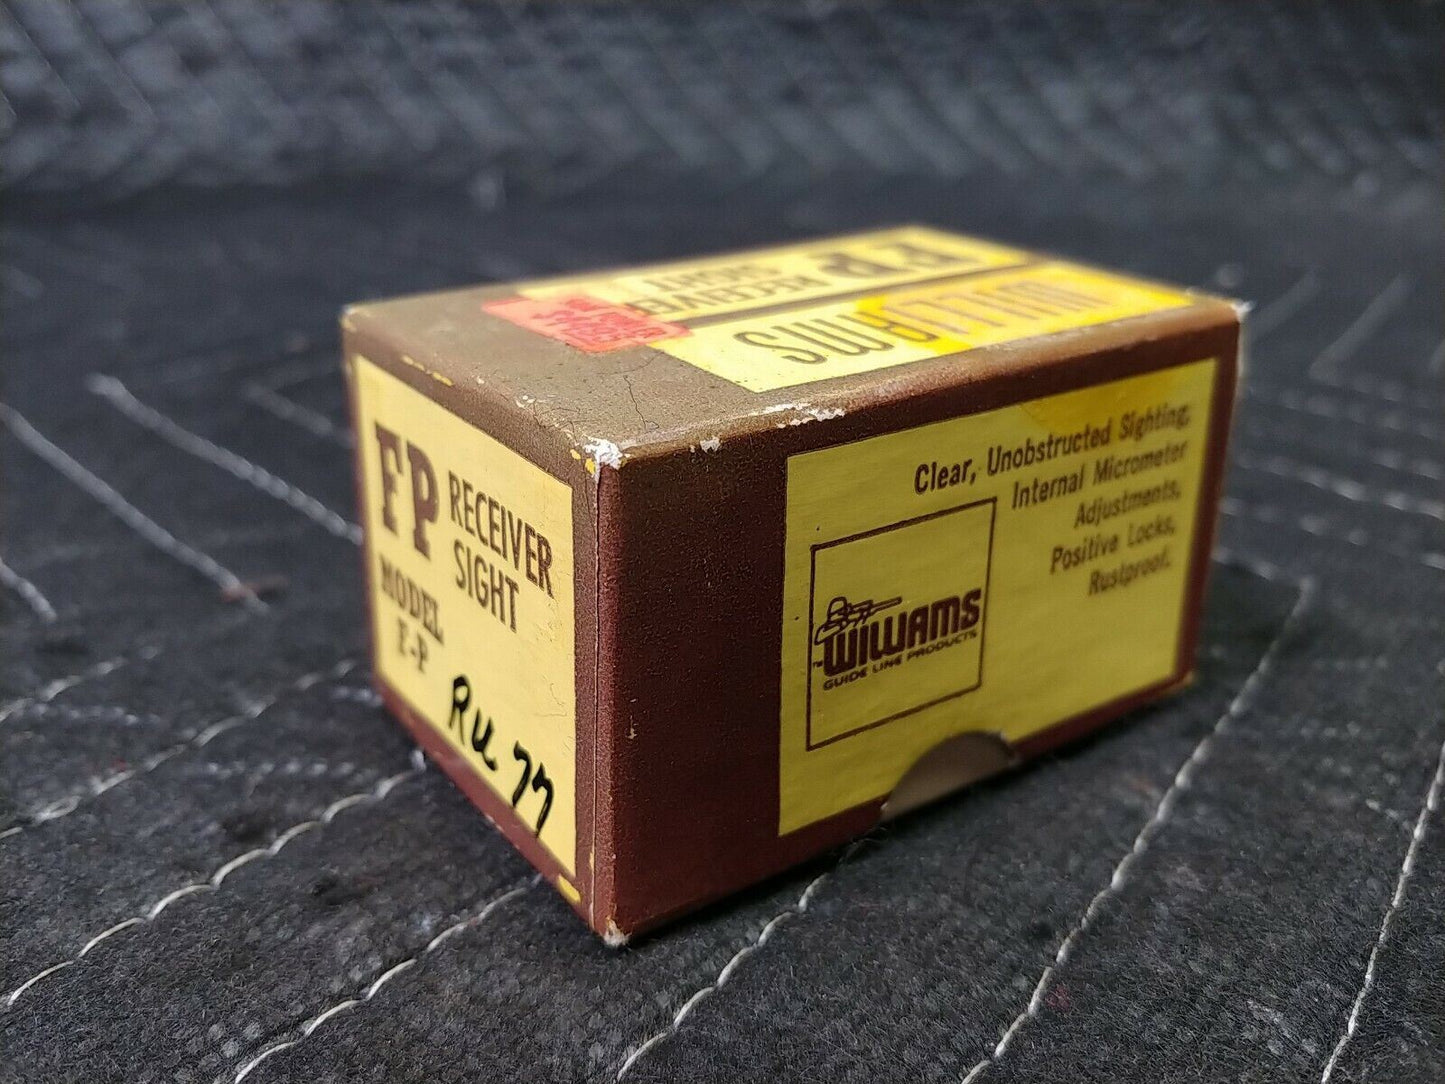 FP RECEIVER
SIGHT
WILLIAMS
FP
RECEIVER
SIGHT
MODEL
F-P
Ru 77
Clear, Unobstructed Sighting,
Internal Micrometer
Adjustments,
Positive Locks,
Rustproof.
™ WILLIAMS
GUIDE LINE PRODUCTS